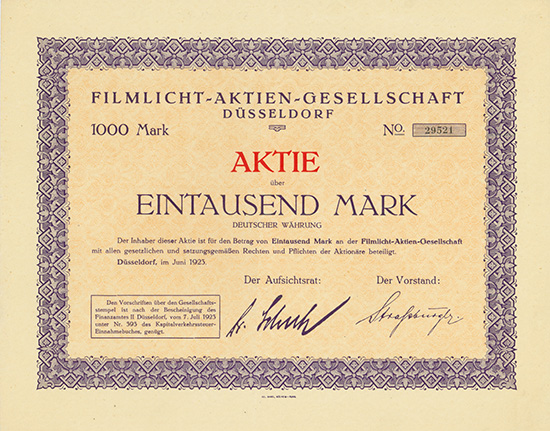 FILMLICHT-AKTIEN-GESELLSCHAFT
DÜSSELDORF
1000 Mark
No. 29521
AKTIE
über
EINTAUSEND MARK
DEUTSCHER WÄHRUNG
Der Inhaber dieser Aktie ist für den Betrag von Eintausend Mark an der Filmlicht-Aktien-Gesellschaft
mit allen gesetzlichen und satzungsgemäßen Rechten und Pflichten der Aktionäre beteiligt.
Düsseldorf, im Juni 1923.
Der Aufsichtsrat:
Der Vorstand:
Den Vorschriften über den Gesellschafts-
stempel ist nach der Bescheinigung des
Finanzamtes II Düsseldorf, vom 7. Juli 1923
unter Nr. 393 des Kapitalverkehrssteuer-
Einnahmebuches, genügt.